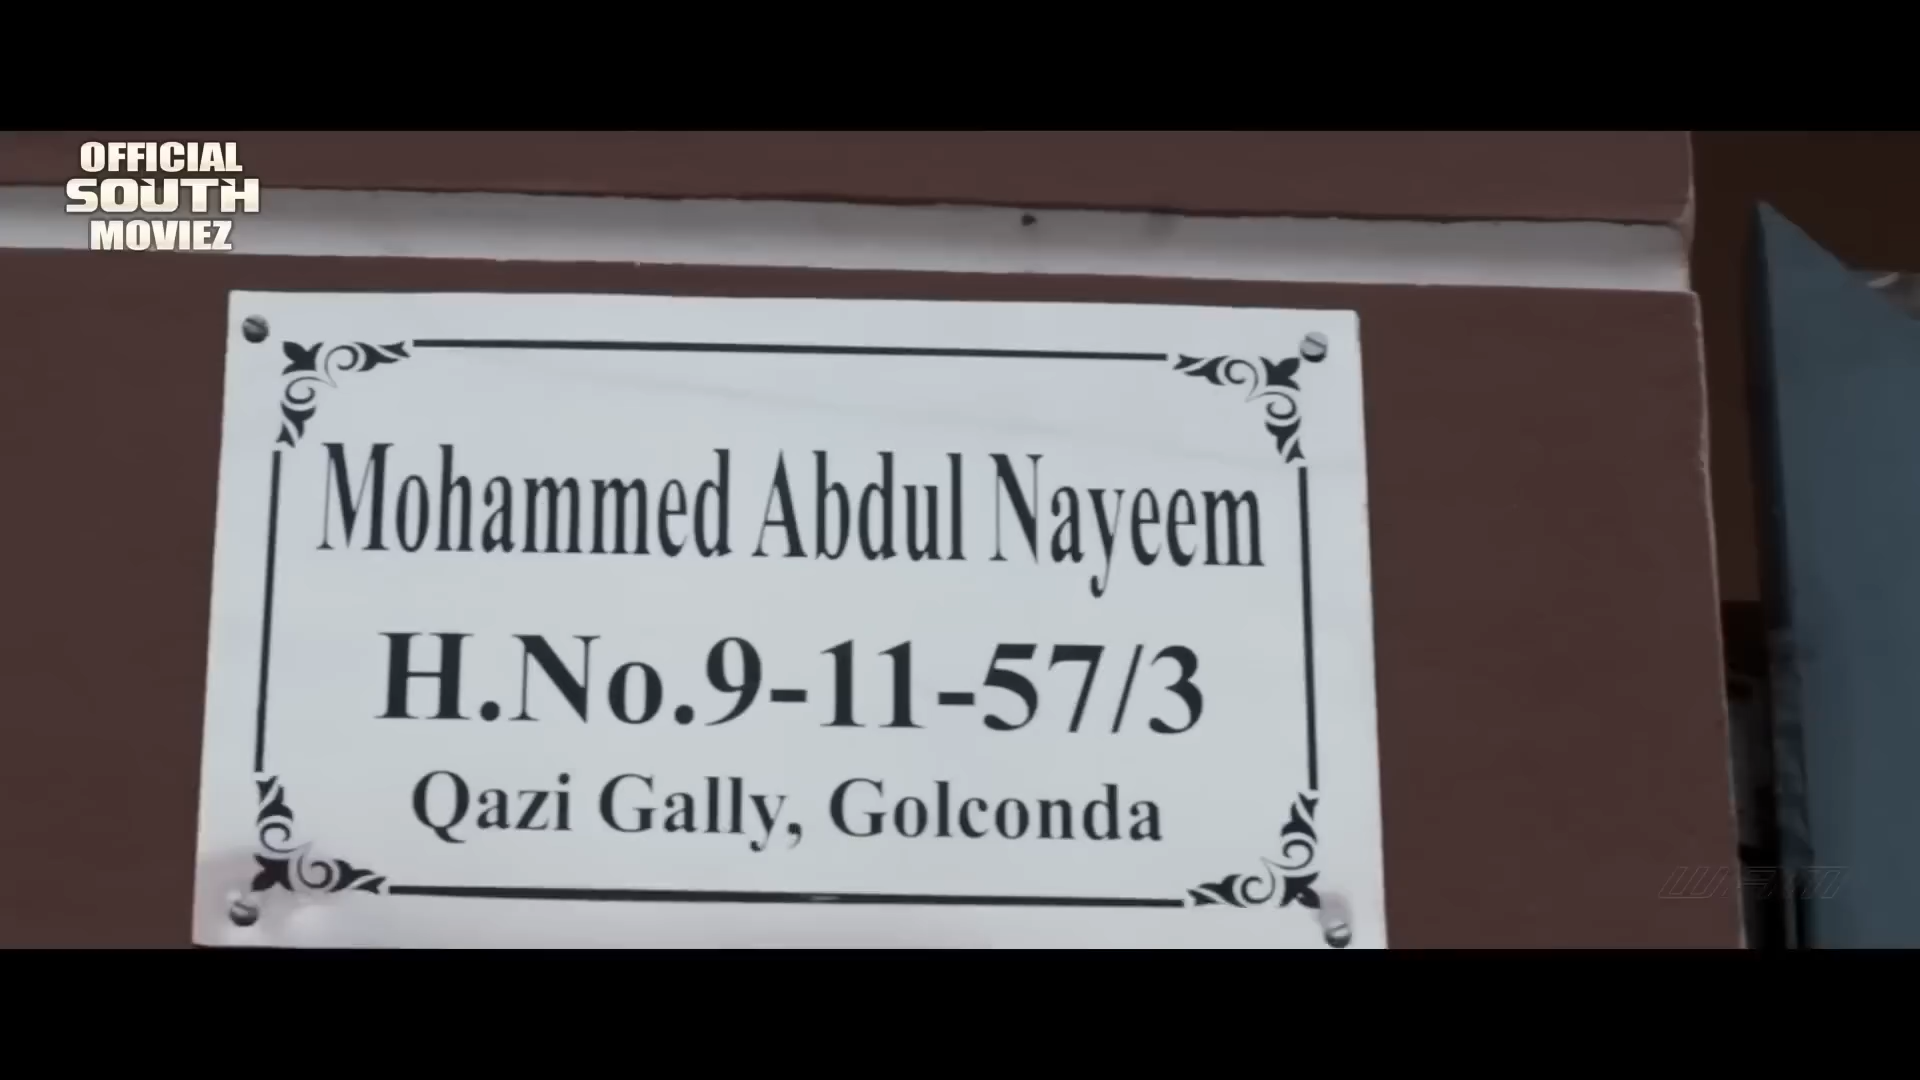 OFFICIAL
SOUTH
MOVIEZ
Mohammed Abdul Nayeem
H.No.9-11-57/3
Qazi Gally, Golconda